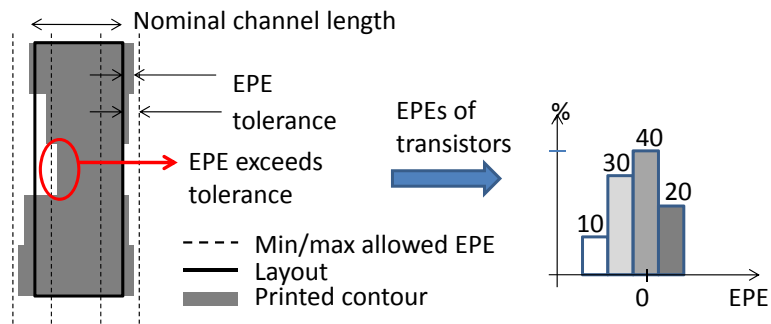 Nominal channel length
EPE
tolerance
EPE exceeds
tolerance
Min/max allowed EPE
Layout
Printed contour
EPEs of
transistors
%
40
30
20
10
0
EPE